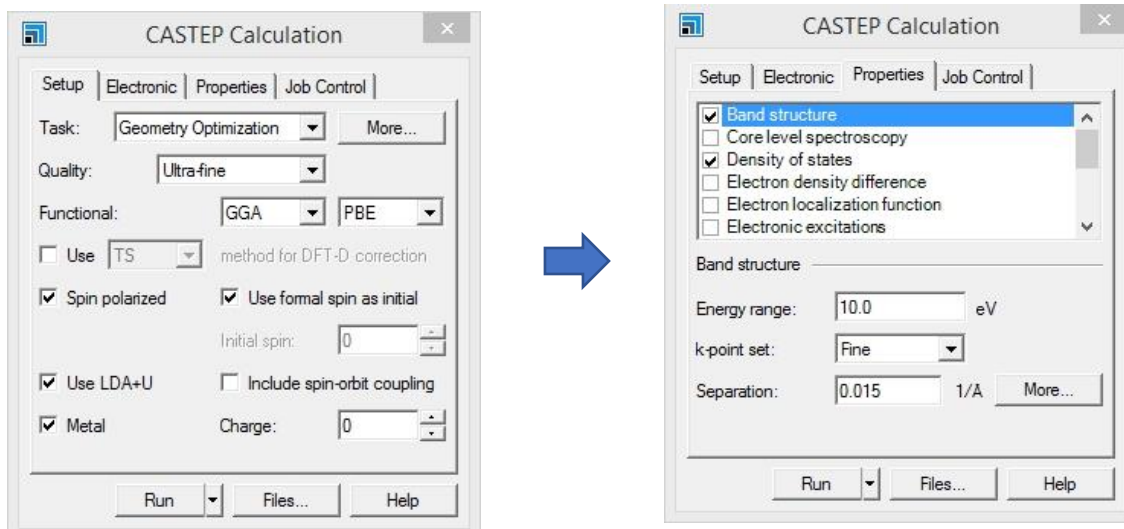 CASTEP Calculation
Setup Electronic Properties Job Control
Task: Geometry Optimization More...
Quality: Ultra-fine
Functional: GGA PBE
Use TS method for DFT-D correction
Spin polarized Use formal spin as initial
Initial spin: 0
Use LDA+U Include spin-orbit coupling
Metal Charge: 0
Run Files... Help
CASTEP Calculation
Setup Electronic Properties Job Control
Band structure
Core level spectroscopy
Density of states
Electron density difference
Electron localization function
Electronic excitations
Band structure
Energy range: 10.0 eV
k-point set: Fine
Separation: 0.015 1/A More...
Run Files... Help